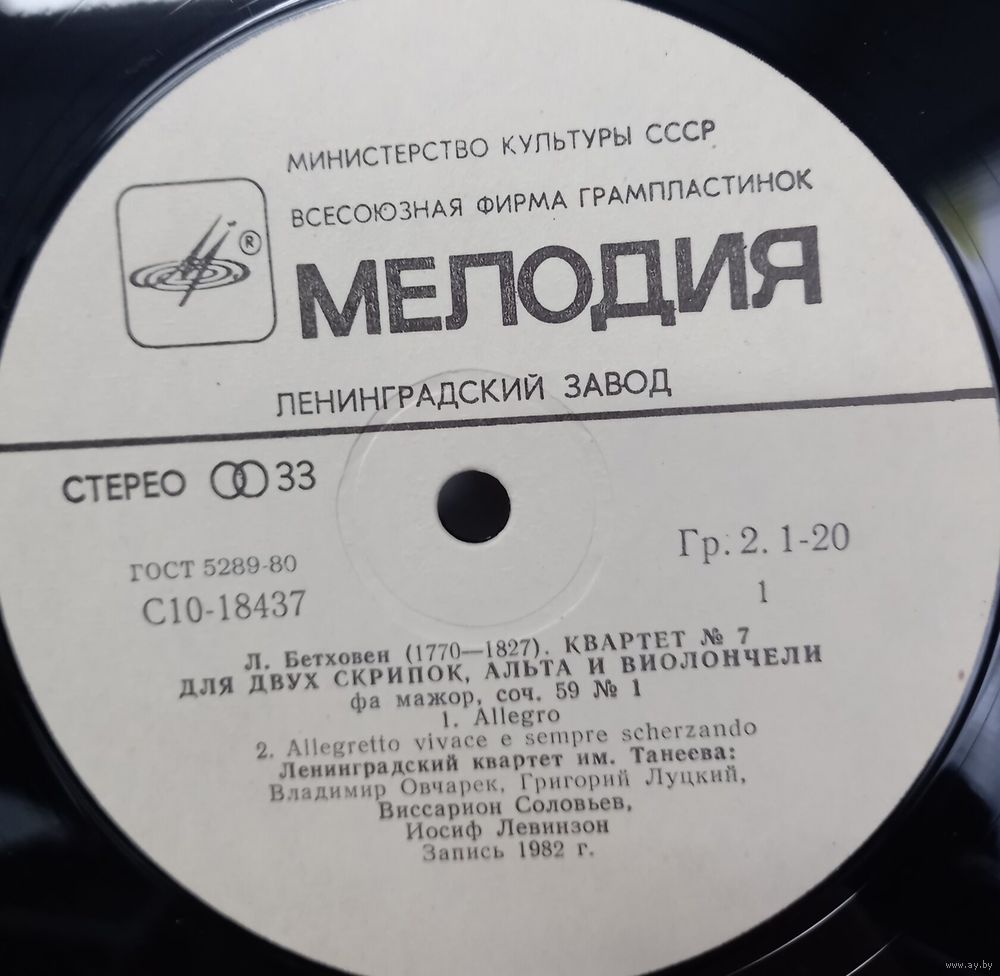 МИНИСТЕРСТВО КУЛЬТУРЫ СССР
ВСЕСОЮЗНАЯ ФИРМА ГРАМПЛАСТИНОК
®
МЕЛОДИЯ
ЛЕНИНГРАДСКИЙ ЗАВОД
СТЕРЕО 33
ГОСТ 5289-80
Гр. 2. 1-20
С10-18437
1
Л. Бетховен (1770—1827). КВАРТЕТ № 7
ДЛЯ ДВУХ СКРИПОК, АЛЬТА И ВИОЛОНЧЕЛИ
фа мажор, соч. 59 № 1
1. Allegro
2. Allegretto vivace e sempre scherzando
Ленинградский квартет им. Танеева:
Владимир Овчарек, Григорий Луцкий,
Виссарион Соловьев,
Иосиф Левинзон
Запись 1982 г.
www.ay.by